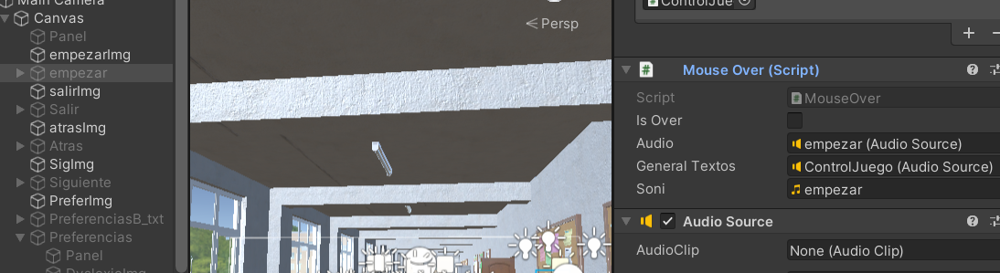 Main Camera
Canvas
Panel
empezarImg
empezar
salirImg
Salir
atrasImg
Atras
SigImg
Siguiente
PreferImg
PreferenciasB_txt
Preferencias
Panel
DyslexiaImg
Persp
ControlJue
Mouse Over (Script)
Script MouseOver
Is Over
Audio empezar (Audio Source)
General Textos ControlJuego (Audio Source)
Soni empezar
Audio Source
AudioClip None (Audio Clip)